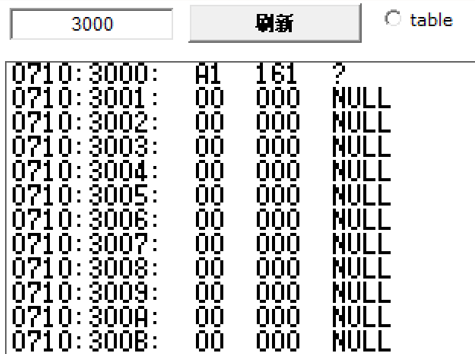 3000 刷新 table
0710:3000: A1 161 ?
0710:3001: 00 000 NULL
0710:3002: 00 000 NULL
0710:3003: 00 000 NULL
0710:3004: 00 000 NULL
0710:3005: 00 000 NULL
0710:3006: 00 000 NULL
0710:3007: 00 000 NULL
0710:3008: 00 000 NULL
0710:3009: 00 000 NULL
0710:300A: 00 000 NULL
0710:300B: 00 000 NULL